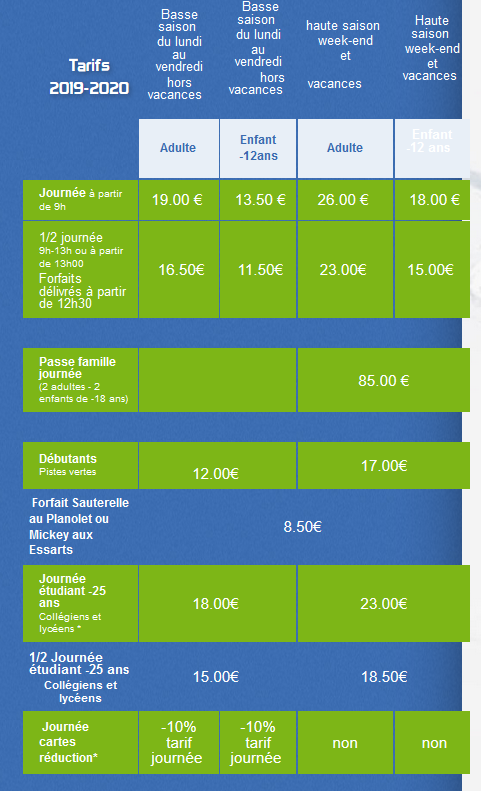 Tarifs
2019-2020
Basse
saison
du lundi
au
vendredi
hors
vacances
Basse
saison
du lundi
au
vendredi
hors
vacances
haute saison
week-end
et
vacances
Haute
saison
week-end
et
vacances
Adulte
Enfant
-12ans
Adulte
Enfant
-12 ans
Journée à partir
de 9h
19.00 €
13.50 €
26.00 €
18.00 €
1/2 journée
9h-13h ou à partir
de 13h00
Forfaits
délivrés à partir
de 12h30
16.50€
11.50€
23.00€
15.00€
Passe famille
journée
(2 adultes - 2
enfants de -18 ans)
85.00 €
Débutants
Pistes vertes
12.00€
17.00€
Forfait Sauterelle
au Planolet ou
Mickey aux
Essarts
8.50€
Journée
étudiant -25
ans
Collégiens et
lycéens *
18.00€
23.00€
1/2 Journée
étudiant -25 ans
Collégiens et
lycéens
15.00€
18.50€
Journée
cartes
réduction*
-10%
tarif
journée
-10%
tarif
journée
non
non